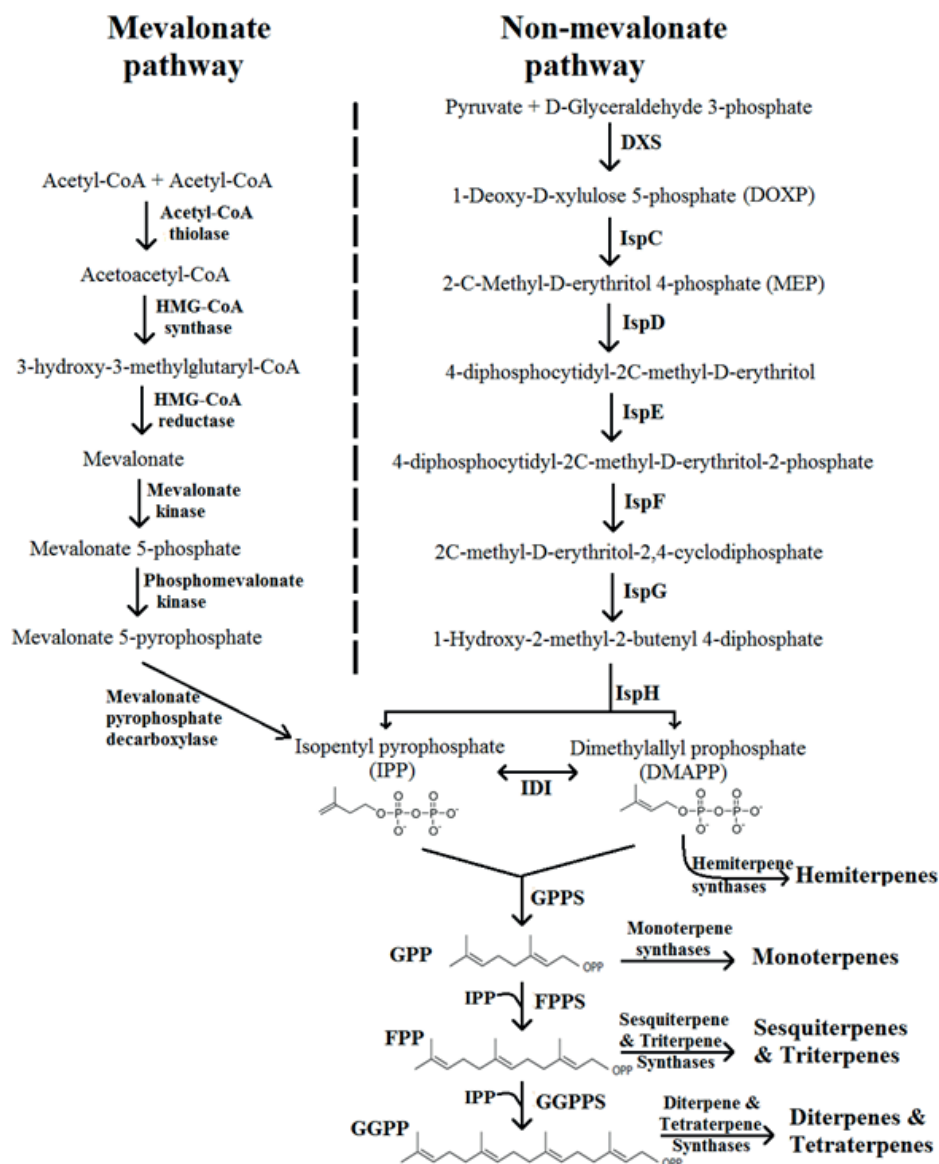 Mevalonate
pathway
Acetyl-CoA + Acetyl-CoA
Acetyl-CoA
thiolase
Acetoacetyl-CoA
HMG-CoA
synthase
3-hydroxy-3-methylglutaryl-CoA
HMG-CoA
reductase
Mevalonate
Mevalonate
kinase
Mevalonate 5-phosphate
Phosphomevalonate
kinase
Mevalonate 5-pyrophosphate
Mevalonate
pyrophosphate
decarboxylase
Non-mevalonate
pathway
Pyruvate + D-Glyceraldehyde 3-phosphate
DXS
1-Deoxy-D-xylulose 5-phosphate (DOXP)
IspC
2-C-Methyl-D-erythritol 4-phosphate (MEP)
IspD
4-diphosphocytidyl-2C-methyl-D-erythritol
IspE
4-diphosphocytidyl-2C-methyl-D-erythritol-2-phosphate
IspF
2C-methyl-D-erythritol-2,4-cyclodiphosphate
IspG
1-Hydroxy-2-methyl-2-butenyl 4-diphosphate
IspH
Isopentyl pyrophosphate
(IPP)
IDI
Dimethylallyl prophosphate
(DMAPP)
O O
O-P-O-P-O⁻
O⁻ O⁻
O O
O-P-O-P-O⁻
O⁻ O⁻
Hemiterpene
synthases
Hemiterpenes
GPPS
GPP
OPP
Monoterpene
synthases
Monoterpenes
IPP
FPPS
FPP
OPP
Sesquiterpene
& Triterpene
Synthases
Sesquiterpenes
& Triterpenes
IPP
GGPPS
GGPP
OPP
Diterpene &
Tetraterpene
Synthases
Diterpenes &
Tetraterpenes